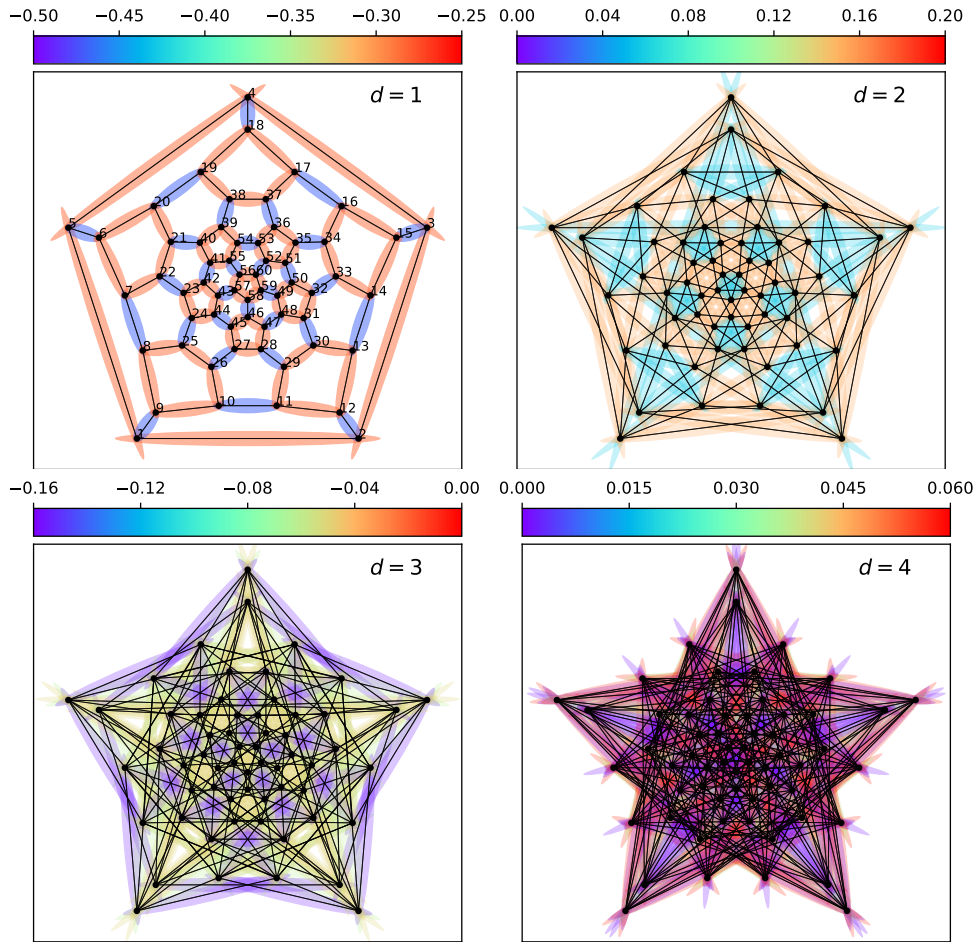 −0.50 −0.45 −0.40 −0.35 −0.30 −0.25
0.00 0.04 0.08 0.12 0.16 0.20
d = 1
d = 2
4
18
19 17
20 16
38 37
5 3
39 36
6 15
21 40 54 53 35 34
41 55 52 51
22 56 60 33
42 50
23 43 57 59 49 32
7 58 14
24 44 46 48 31
45 47
8 25 27 28 30 13
26 29
9 10 11 12
1 2
−0.16 −0.12 −0.08 −0.04 0.00
0.000 0.015 0.030 0.045 0.060
d = 3
d = 4